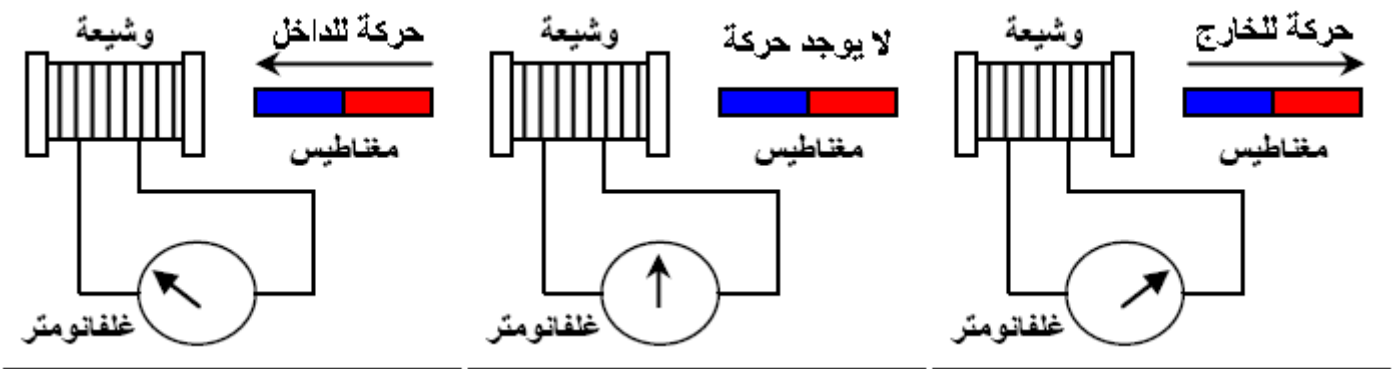 وشيعة
حركة للداخل
مغناطيس
غلفانومتر
وشيعة
لا يوجد حركة
مغناطيس
غلفانومتر
وشيعة
حركة للخارج
مغناطيس
غلفانومتر